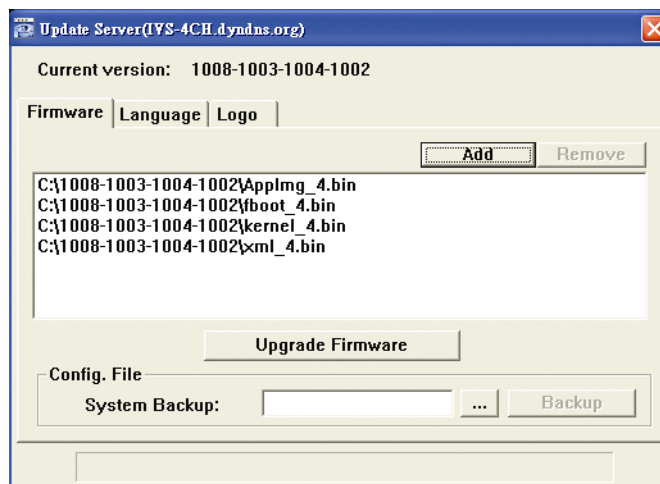 Update Server(IVS-4CH.dyndns.org)
Current version: 1008-1003-1004-1002
Firmware Language Logo
Add Remove
C:\1008-1003-1004-1002\AppImg_4.bin
C:\1008-1003-1004-1002\fboot_4.bin
C:\1008-1003-1004-1002\kernel_4.bin
C:\1008-1003-1004-1002\xml_4.bin
Upgrade Firmware
Config. File
System Backup: ... Backup